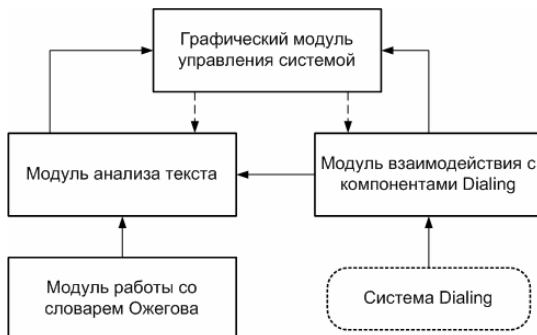 Графический модуль
управления системой
Модуль анализа текста
Модуль взаимодействия с
компонентами Dialing
Модуль работы со
словарем Ожегова
Система Dialing